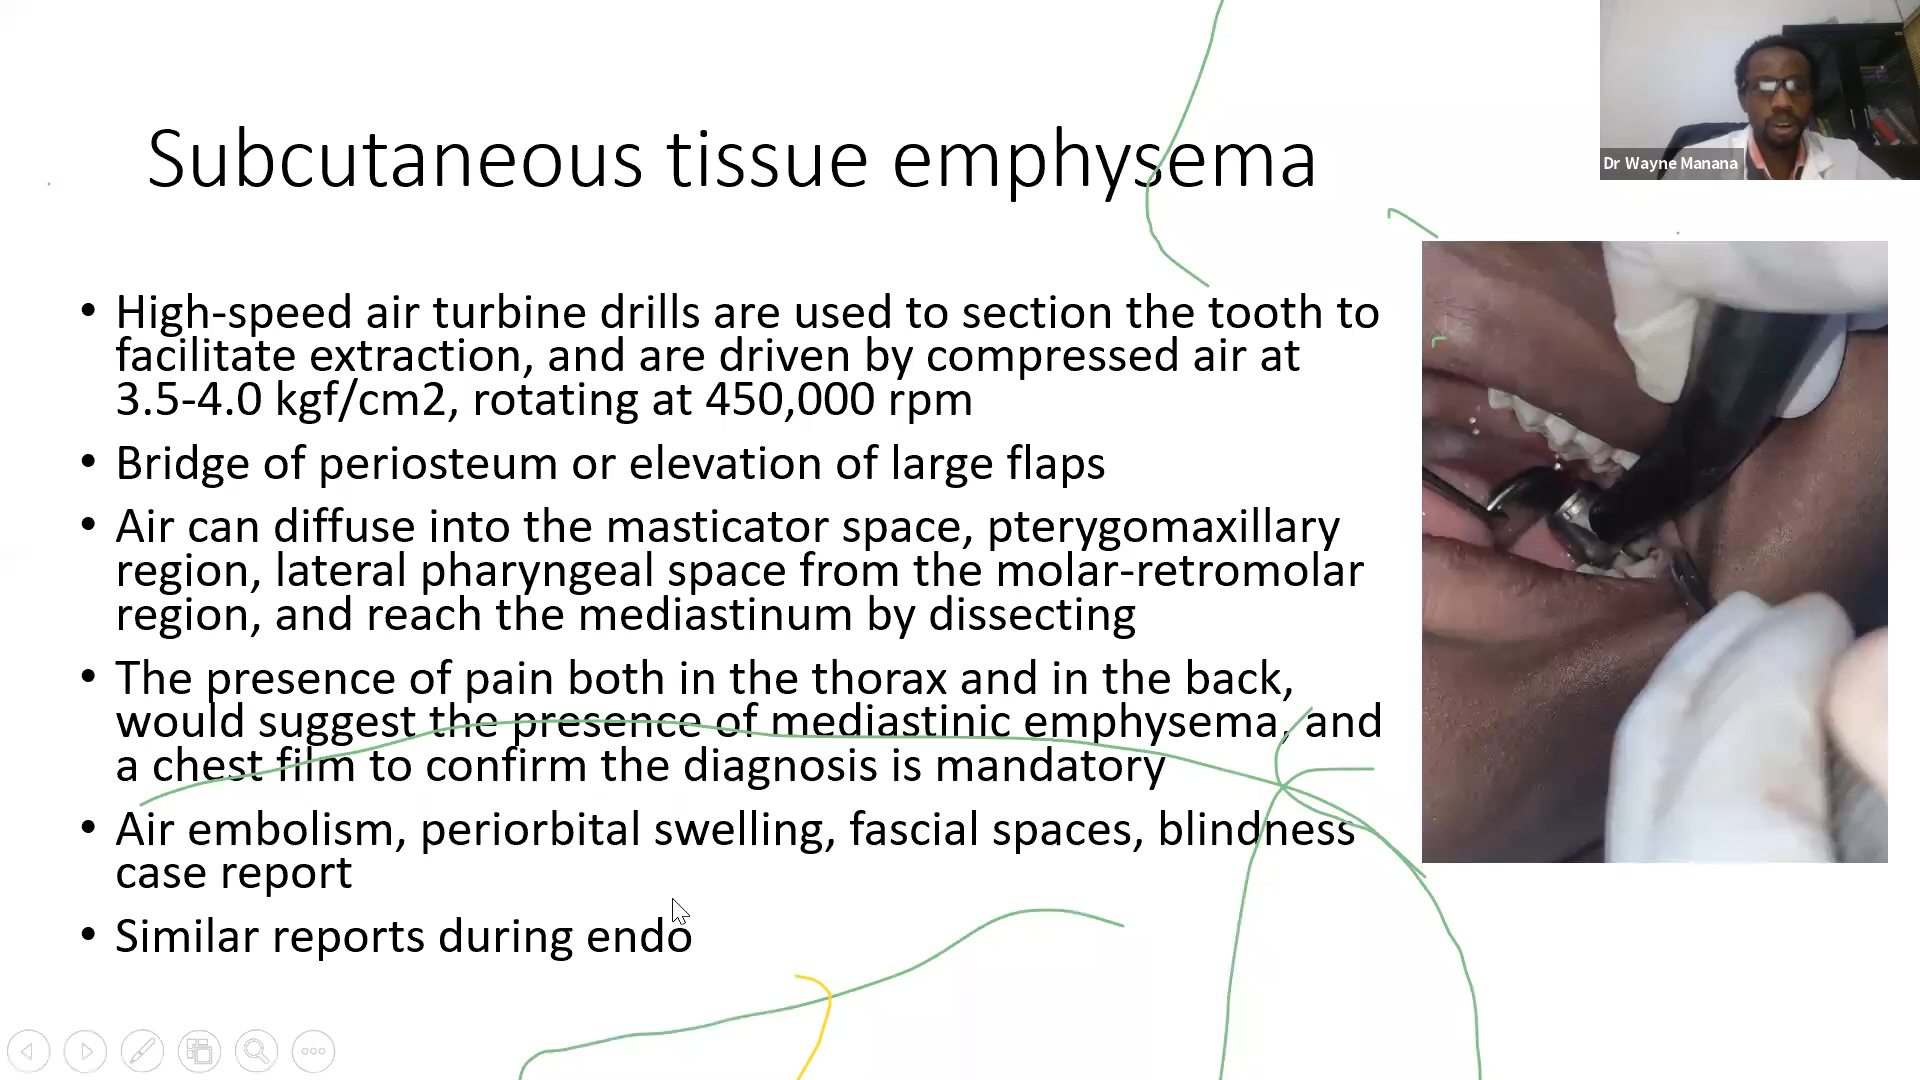 Subcutaneous tissue emphysema
Dr Wayne Manana
• High-speed air turbine drills are used to section the tooth to
facilitate extraction, and are driven by compressed air at
3.5-4.0 kgf/cm2, rotating at 450,000 rpm
• Bridge of periosteum or elevation of large flaps
• Air can diffuse into the masticator space, pterygomaxillary
region, lateral pharyngeal space from the molar-retromolar
region, and reach the mediastinum by dissecting
• The presence of pain both in the thorax and in the back,
would suggest the presence of mediastinic emphysema, and
a chest film to confirm the diagnosis is mandatory
• Air embolism, periorbital swelling, fascial spaces, blindness
case report
• Similar reports during endo